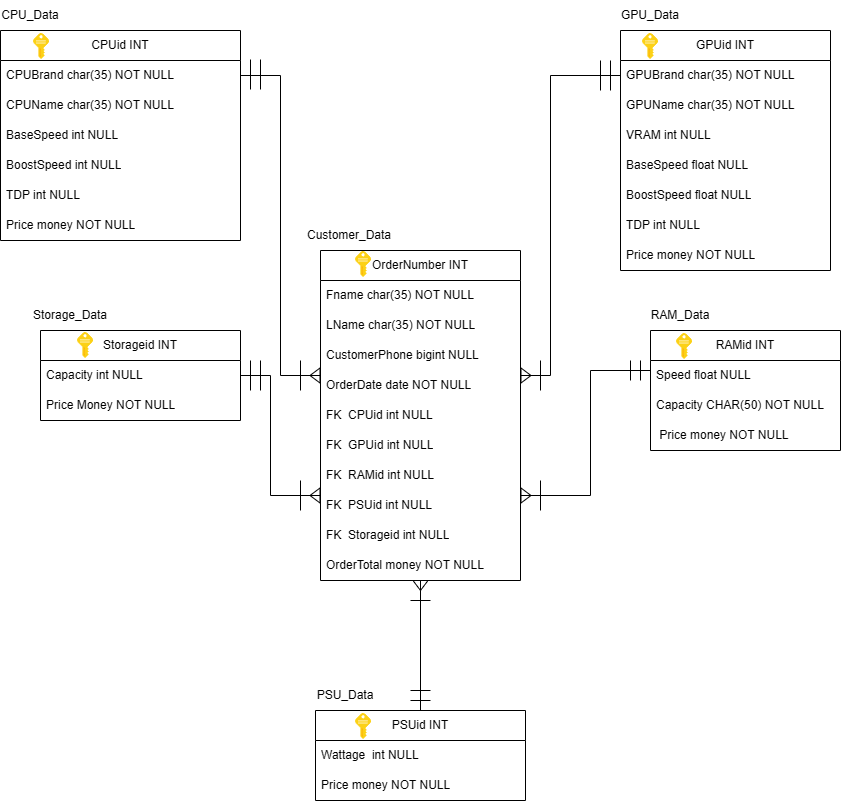 CPU_Data
CPUid INT
CPUBrand char(35) NOT NULL
CPUName char(35) NOT NULL
BaseSpeed int NULL
BoostSpeed int NULL
TDP int NULL
Price money NOT NULL
GPU_Data
GPUid INT
GPUBrand char(35) NOT NULL
GPUName char(35) NOT NULL
VRAM int NULL
BaseSpeed float NULL
BoostSpeed float NULL
TDP int NULL
Price money NOT NULL
Customer_Data
OrderNumber INT
Fname char(35) NOT NULL
LName char(35) NOT NULL
CustomerPhone bigint NULL
OrderDate date NOT NULL
FK CPUid int NULL
FK GPUid int NULL
FK RAMid int NULL
FK PSUid int NULL
FK Storageid int NULL
OrderTotal money NOT NULL
Storage_Data
Storageid INT
Capacity int NULL
Price Money NOT NULL
RAM_Data
RAMid INT
Speed float NULL
Capacity CHAR(50) NOT NULL
Price money NOT NULL
PSU_Data
PSUid INT
Wattage int NULL
Price money NOT NULL